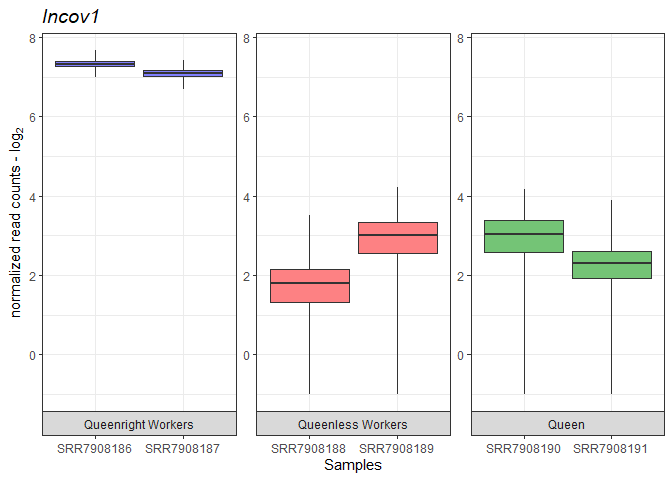 Incov1
normalized read counts - log2
8
6
4
2
0
8
6
4
2
0
8
6
4
2
0
Queenright Workers
Queenless Workers
Queen
SRR7908186 SRR7908187
SRR7908188 SRR7908189
SRR7908190 SRR7908191
Samples